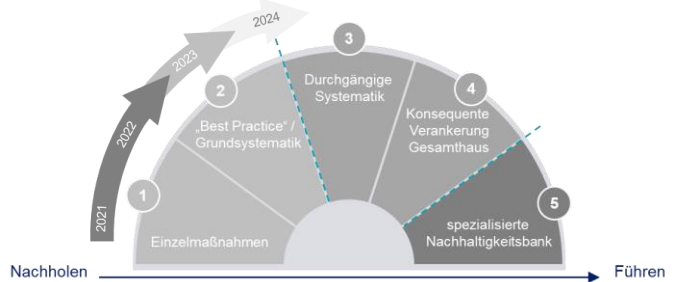 2024
2023
2022
2021
1
Einzelmaßnahmen
2
„Best Practice“ /
Grundsystematik
3
Durchgängige
Systematik
4
Konsequente
Verankerung
Gesamthaus
5
spezialisierte
Nachhaltigkeitsbank
Nachholen
Führen